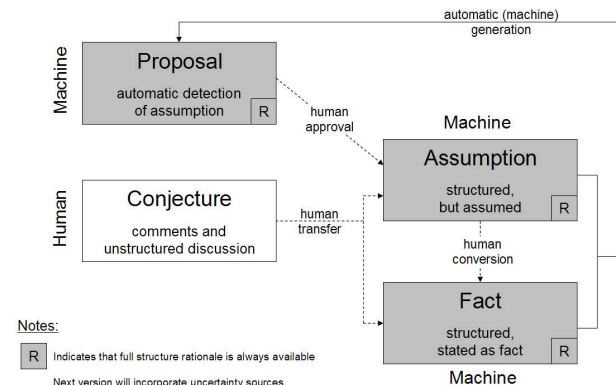 automatic (machine)
generation
Machine
Proposal
automatic detection
of assumption
R
human
approval
Machine
Assumption
structured,
but assumed
R
Human
Conjecture
comments and
unstructured discussion
human
transfer
human
conversion
Fact
structured,
stated as fact
R
Machine
Notes:
R Indicates that full structure rationale is always available
Next version will incorporate uncertainty sources